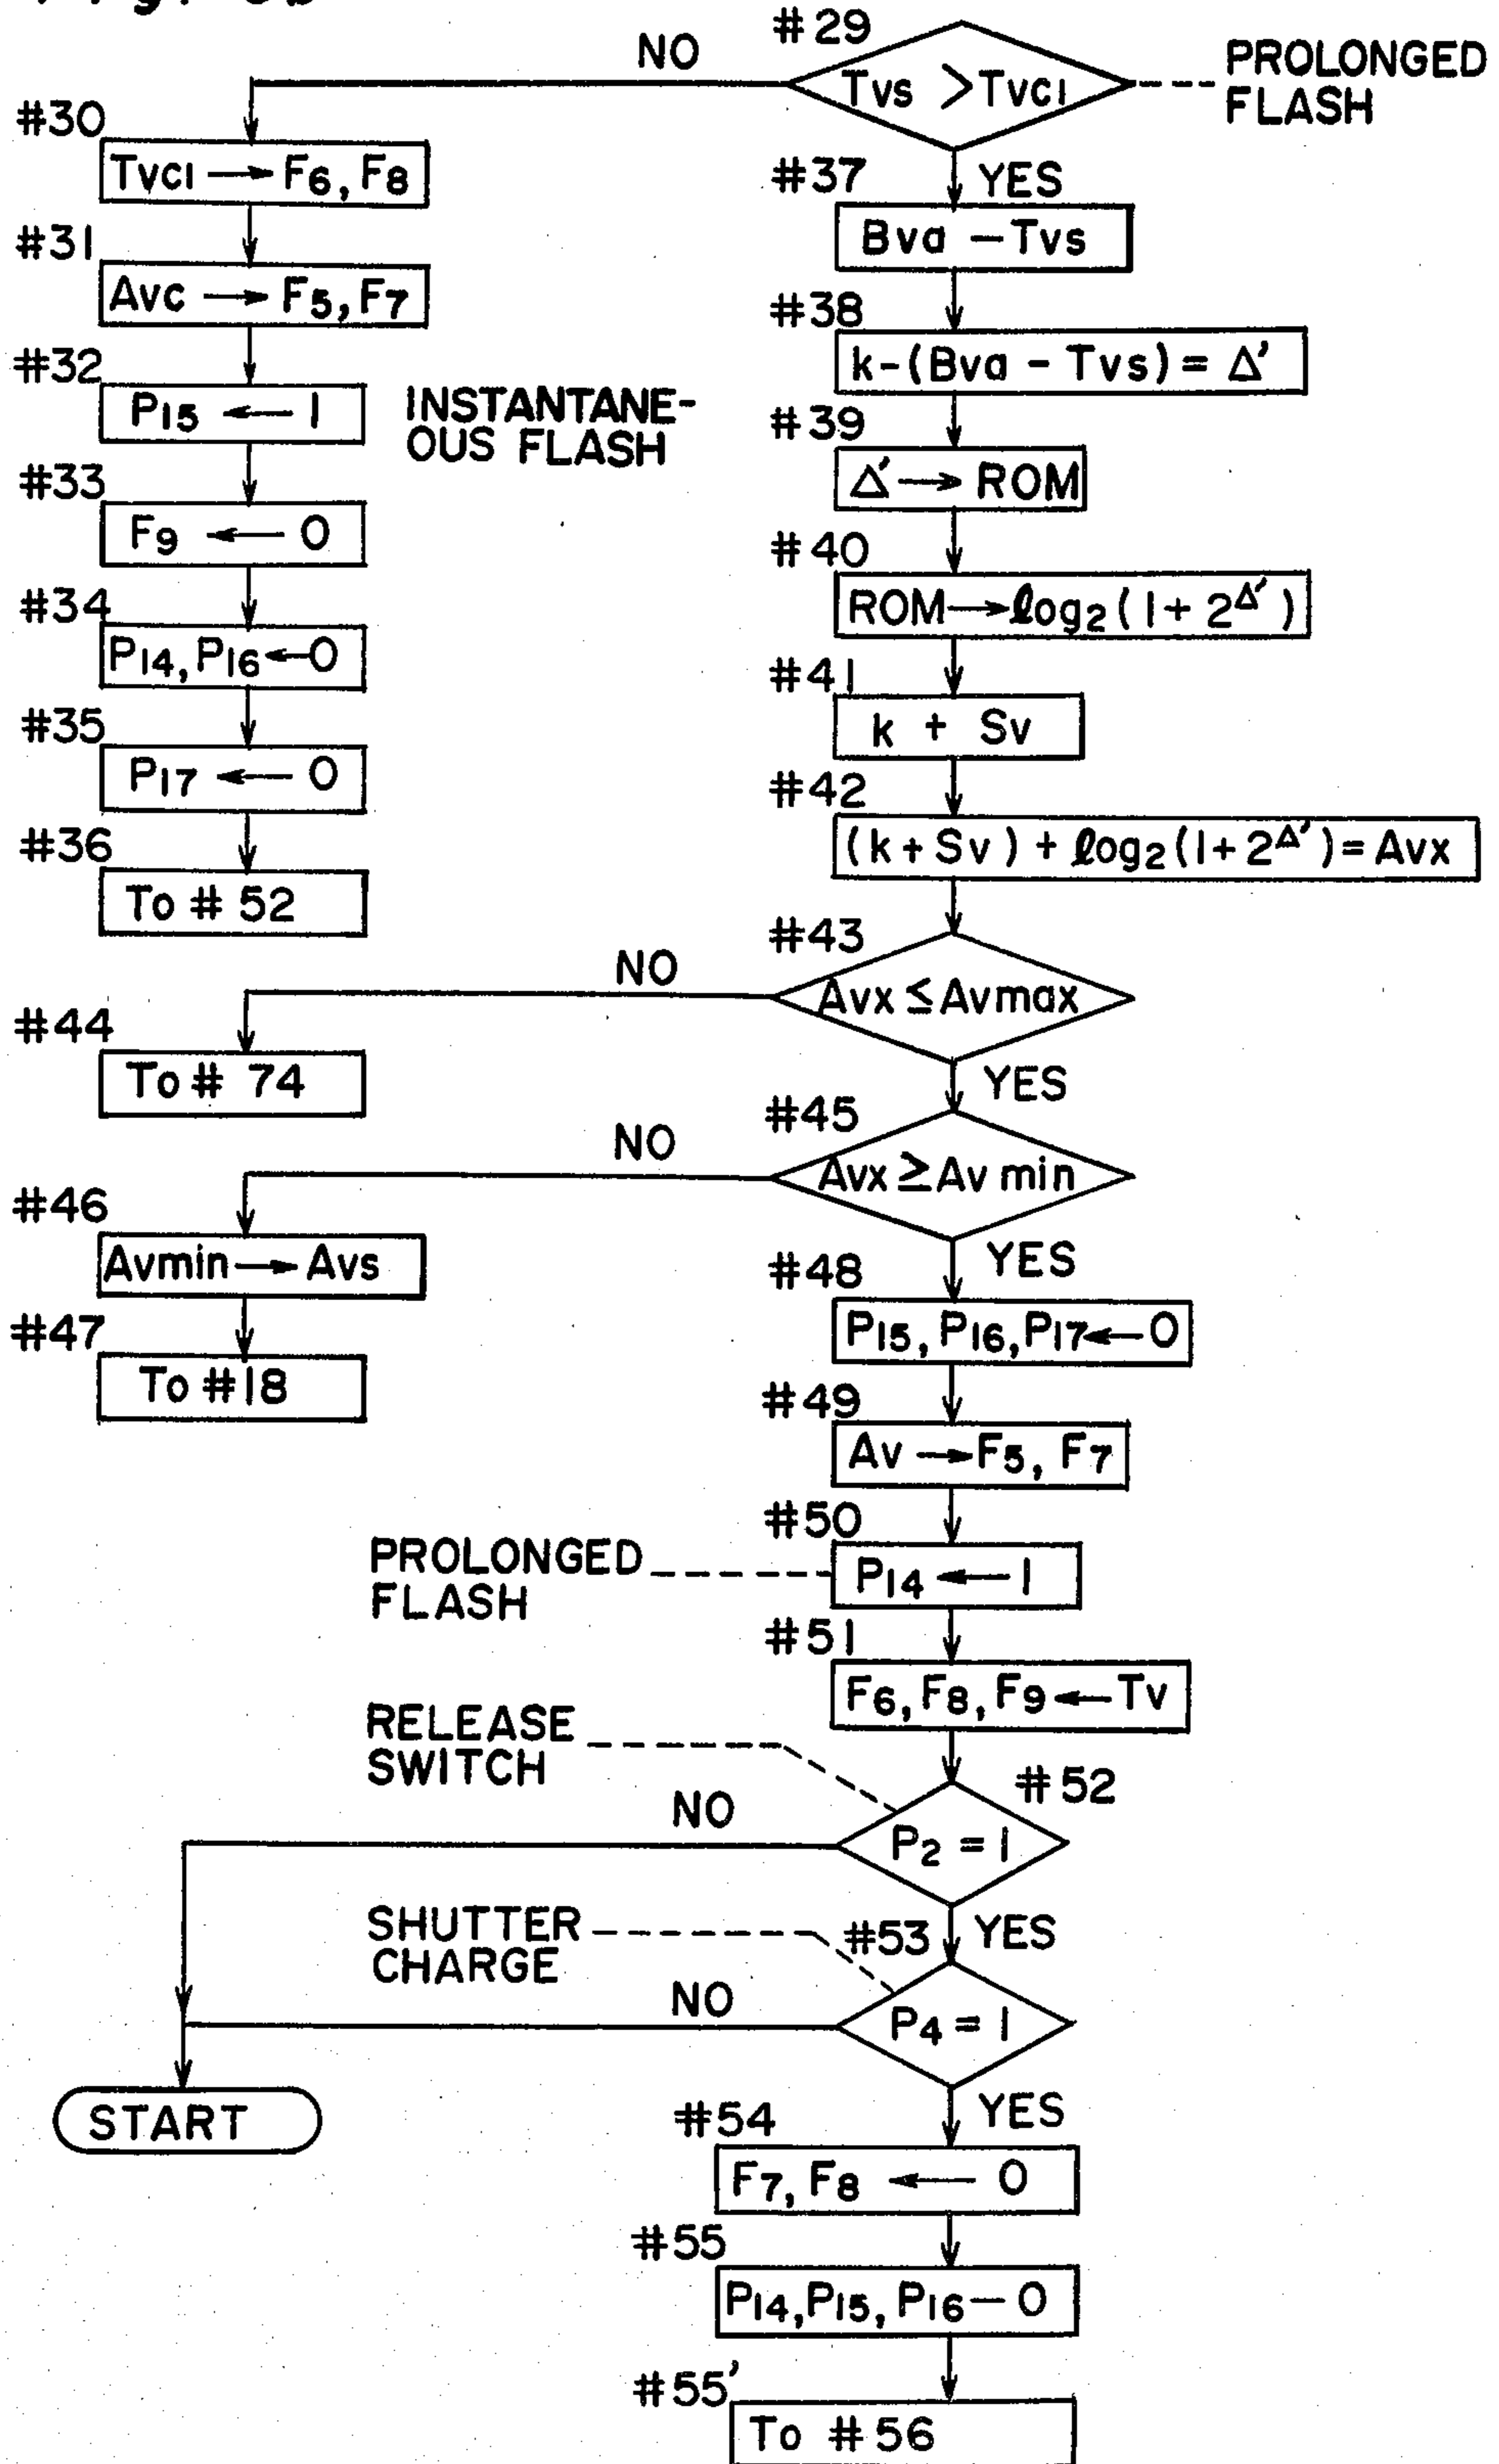 #29
NO
Tvs > Tvc1
PROLONGED
FLASH
#30
Tvc1 → F6, F8
#31
Avc → F5, F7
#32
P15 ← 1
INSTANTANE-
OUS FLASH
#33
F9 ← 0
#34
P14, P16 ← 0
#35
P17 ← 0
#36
To # 52
#37
YES
Bva - Tvs
#38
k-(Bva - Tvs) = Δ'
#39
Δ' → ROM
#40
ROM → log2(1+2^Δ')
#41
k + Sv
#42
(k+Sv) + log2(1+2^Δ') = Avx
#43
NO
Avx ≤ Avmax
#44
To # 74
YES
#45
NO
Avx ≥ Av min
#46
Avmin → Avs
#47
To #18
YES
#48
P15, P16, P17 ← 0
#49
Av → F5, F7
#50
PROLONGED
FLASH
P14 ← 1
#51
F6, F8, F9 ← Tv
RELEASE
SWITCH
#52
NO
P2 = 1
SHUTTER
CHARGE
#53
YES
NO
P4 = 1
START
YES
#54
F7, F8 ← 0
#55
P14, P15, P16 — 0
#55'
To #56